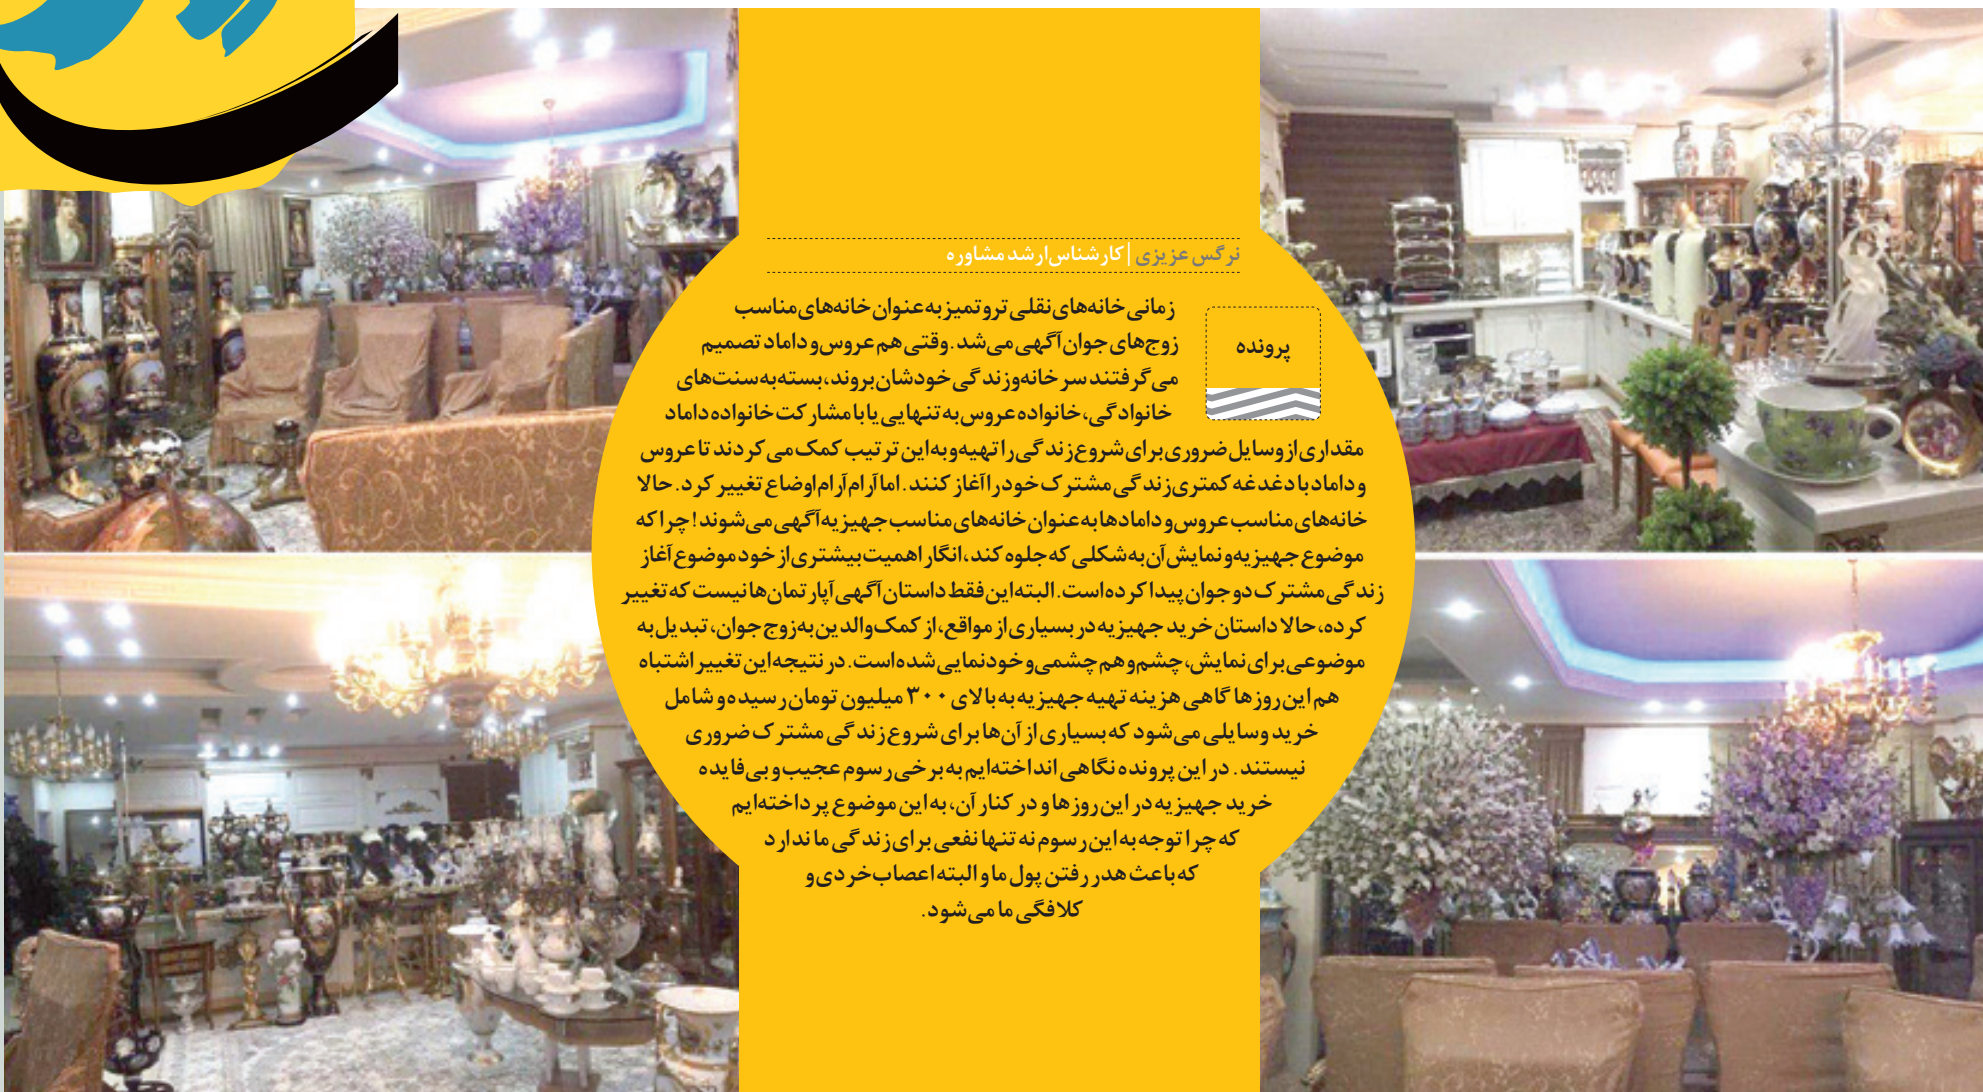 نرگس عزیزی | کارشناس ارشد مشاوره
پرونده
زمانی خانه‌های نقلی تروتمیز به عنوان خانه‌های مناسب
زوج‌های جوان آگهی می‌شد. وقتی هم عروس و داماد تصمیم
می‌گرفتند سر خانه و زندگی خودشان بروند، بسته به سنت‌های
خانوادگی، خانواده عروس به تنهایی یا با مشارکت خانواده داماد
مقداری از وسایل ضروری برای شروع زندگی را تهیه و به این ترتیب کمک می‌کردند تا عروس
و داماد با دغدغه کمتری زندگی مشترک خود را آغاز کنند. اما آرام آرام اوضاع تغییر کرد. حالا
خانه‌های مناسب عروس و دامادها به عنوان خانه‌های مناسب جهیزیه آگهی می‌شوند! چرا که
موضوع جهیزیه و نمایش آن به شکلی که جلوه کند، انگار اهمیت بیشتری از خود موضوع آغاز
زندگی مشترک دو جوان پیدا کرده است. البته این فقط داستان آگهی آپارتمان‌ها نیست که تغییر
کرده، حالا داستان خرید جهیزیه در بسیاری از مواقع، از کمک والدین به زوج جوان، تبدیل به
موضوعی برای نمایش، چشم و هم چشمی و خودنمایی شده است. در نتیجه این تغییر اشتباه
هم این روزها گاهی هزینه تهیه جهیزیه به بالای ۳۰۰ میلیون تومان رسیده و شامل
خرید وسایلی می‌شود که بسیاری از آن‌ها برای شروع زندگی مشترک ضروری
نیستند. در این پرونده نگاهی انداخته‌ایم به برخی رسوم عجیب و بی‌فایده
خرید جهیزیه در این روزها و در کنار آن، به این موضوع پرداخته‌ایم
که چرا توجه به این رسوم نه تنها نفعی برای زندگی ما ندارد
که باعث هدر رفتن پول ما و البته اعصاب خردی و
کلافگی ما می‌شود.